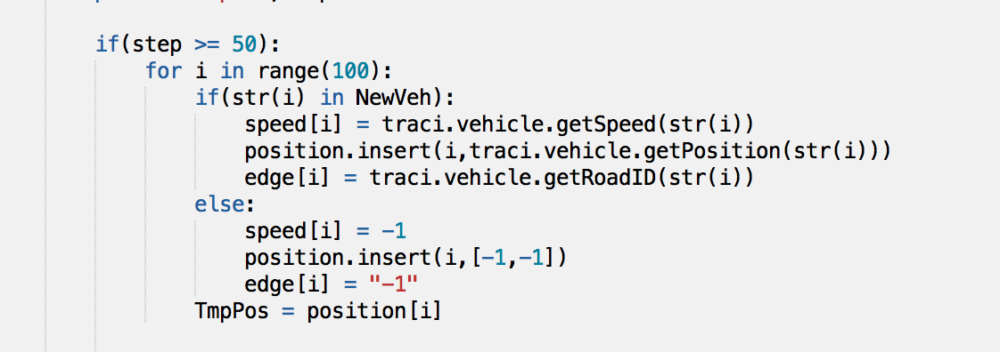 if(step >= 50):
for i in range(100):
if(str(i) in NewVeh):
speed[i] = traci.vehicle.getSpeed(str(i))
position.insert(i,traci.vehicle.getPosition(str(i)))
edge[i] = traci.vehicle.getRoadID(str(i))
else:
speed[i] = -1
position.insert(i,[-1,-1])
edge[i] = "-1"
TmpPos = position[i]